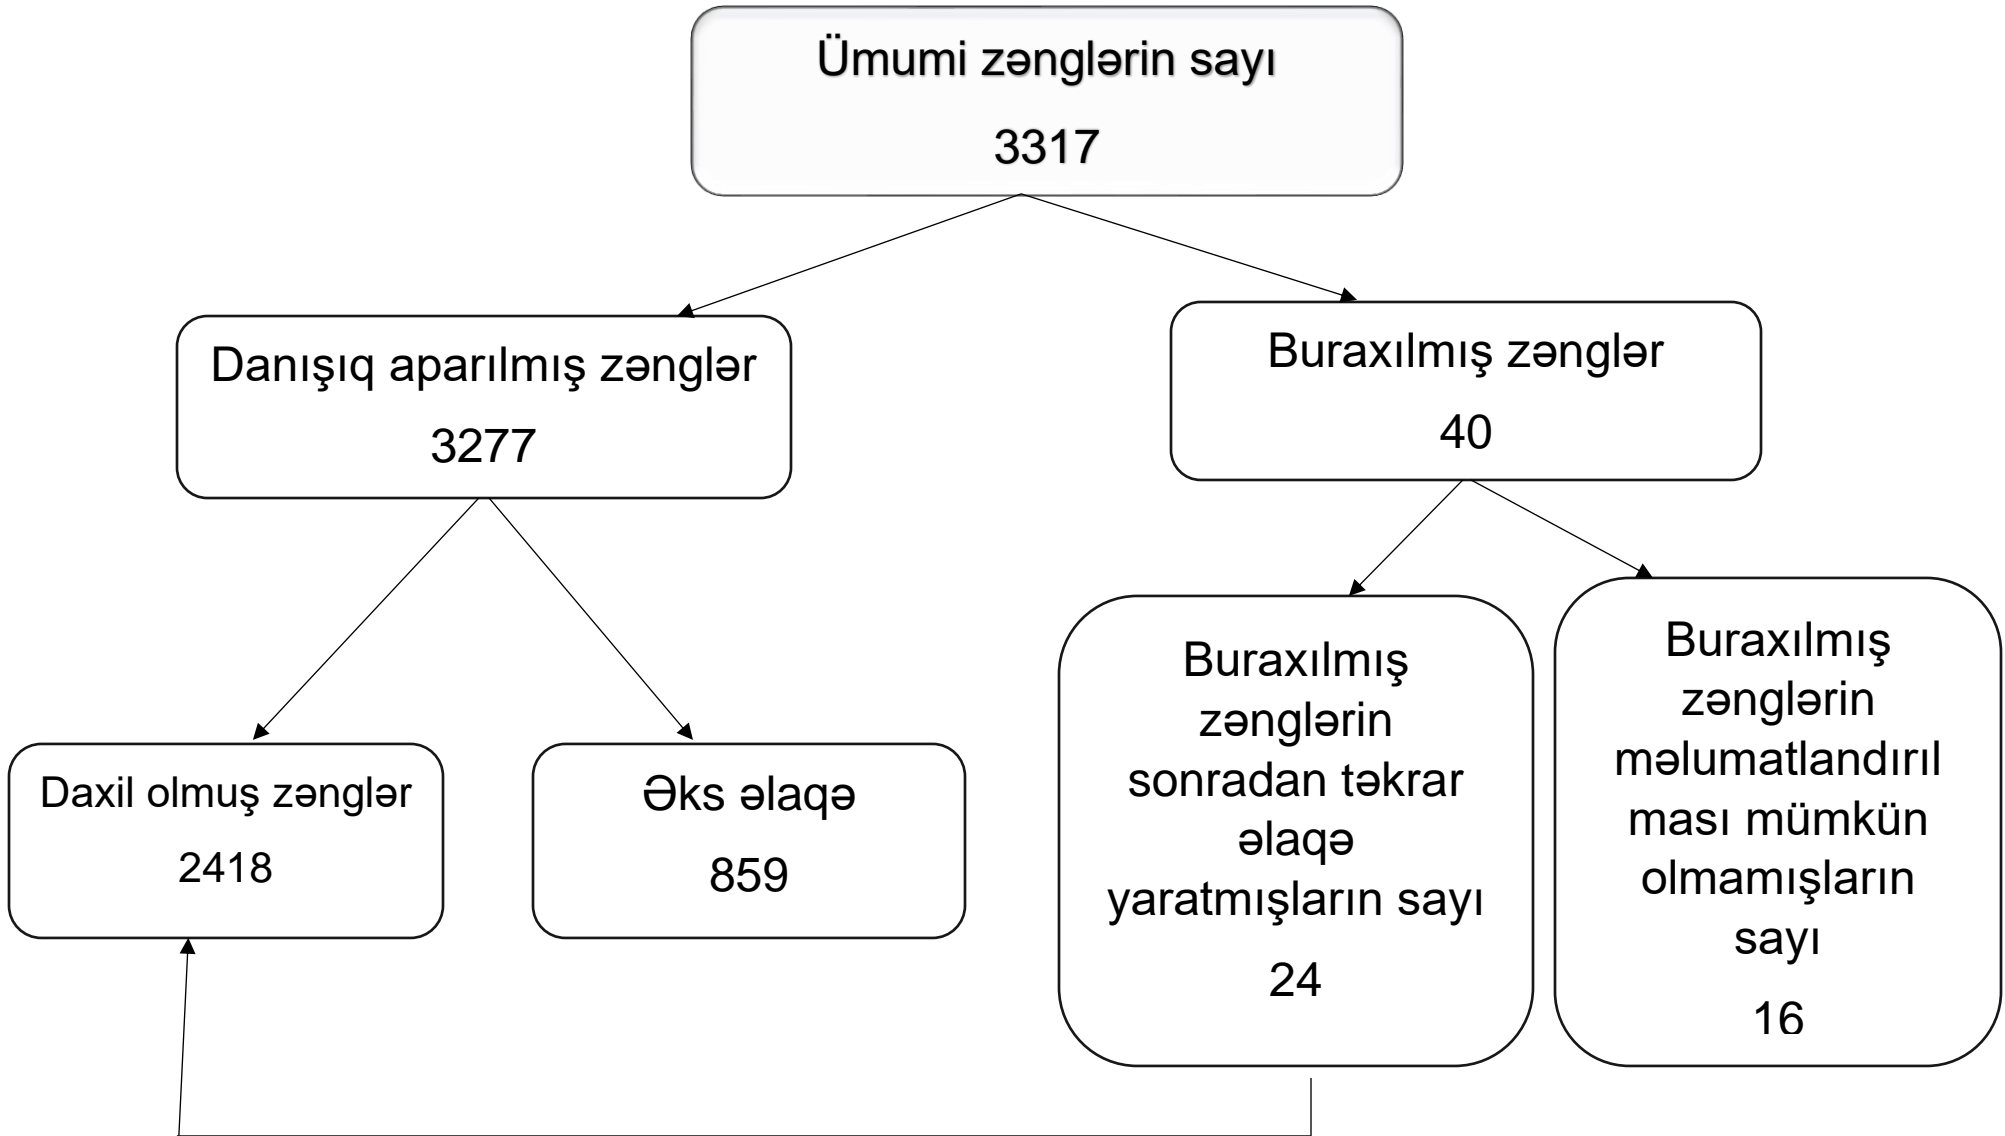 Ümumi zənglərin sayı
3317
Danışıq aparılmış zənglər
3277
Buraxılmış zənglər
40
Daxil olmuş zənglər
2418
Əks əlaqə
859
Buraxılmış
zənglərin
sonradan təkrar
əlaqə
yaratmışların sayı
24
Buraxılmış
zənglərin
məlumatlandırıl
ması mümkün
olmamışların
sayı
16